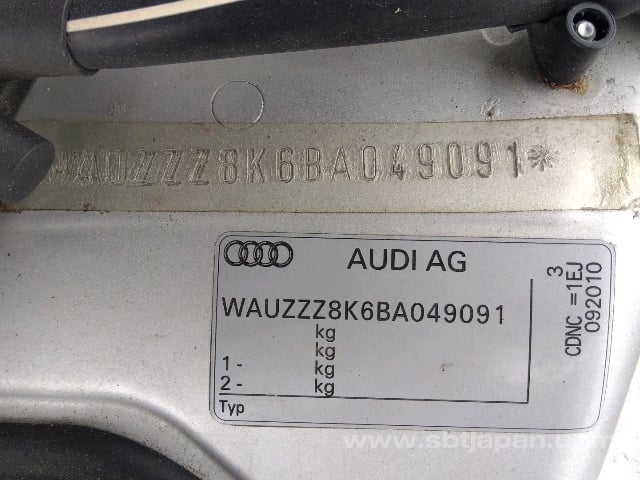 WAUZZZ8K6BA049091*
AUDI AG
WAUZZZ8K6BA049091
kg
kg
1- kg
2- kg
Typ
3
CDNC =1EJ
092010
www.sbtjapan.com